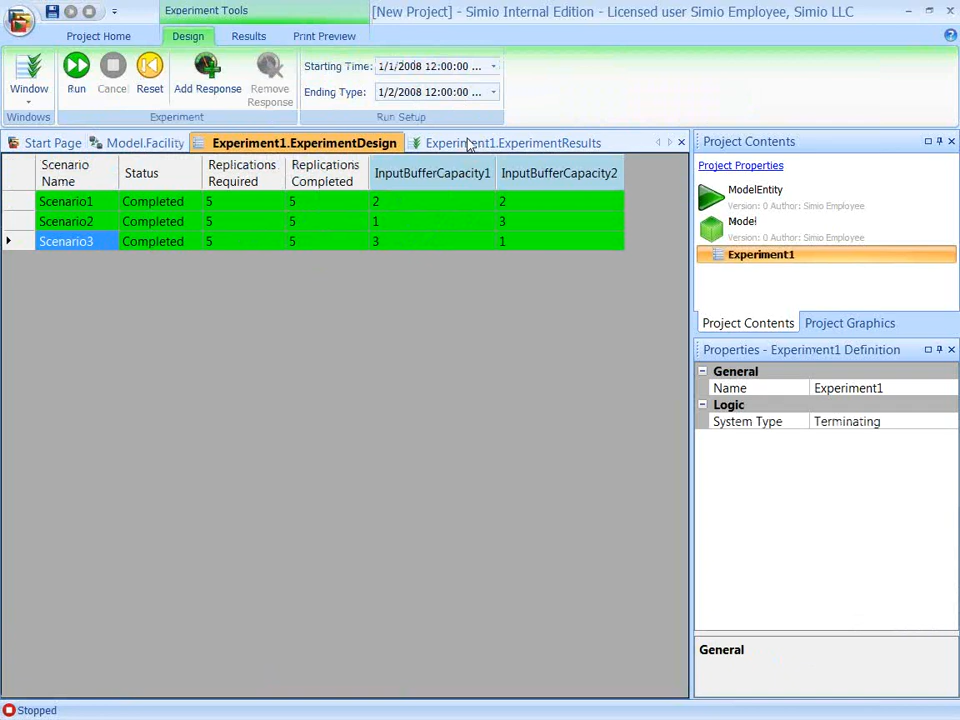 Experiment Tools
[New Project] - Simio Internal Edition - Licensed user Simio Employee, Simio LLC
Project Home
Design
Results
Print Preview
Window
Run
Cancel
Reset
Add Response
Remove Response
Starting Time: 1/1/2008 12:00:00 ...
Ending Type: 1/2/2008 12:00:00 ...
Windows
Experiment
Run Setup
Start Page
Model.Facility
Experiment1.ExperimentDesign
Experiment1.ExperimentResults
Scenario Name Status Replications Required Replications Completed InputBufferCapacity1 InputBufferCapacity2
Scenario1 Completed 5 5 2 2
Scenario2 Completed 5 5 1 3
Scenario3 Completed 5 5 3 1
Project Contents
Project Properties
ModelEntity
Version: 0 Author: Simio Employee
Model
Version: 0 Author: Simio Employee
Experiment1
Project Contents
Project Graphics
Properties - Experiment1 Definition
General
Name Experiment1
Logic
System Type Terminating
General
Stopped